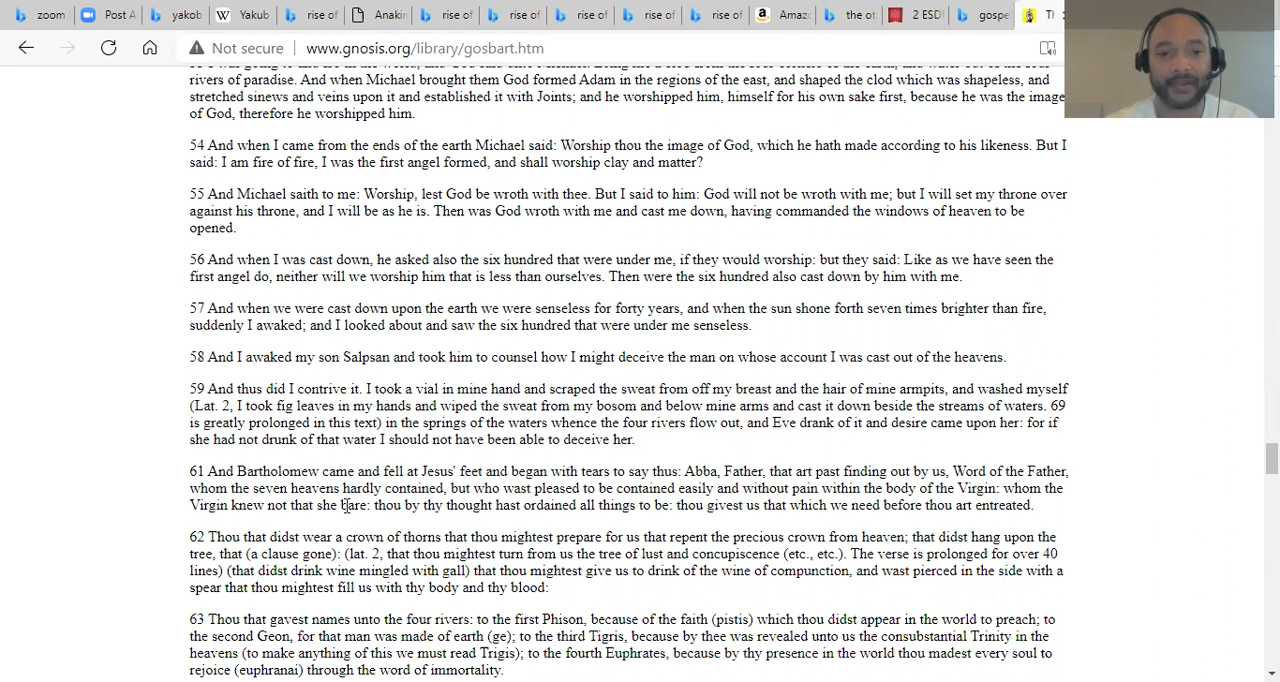 zoom
Post A
yakob
Yakub
rise of
Anakin
rise of
rise of
rise of
rise of
rise of
Amazo
the ot
2 ESD
gospe
Th
Not secure
www.gnosis.org/library/gosbart.htm
rivers of paradise. And when Michael brought them God formed Adam in the regions of the east, and shaped the clod which was shapeless, and
stretched sinews and veins upon it and established it with Joints; and he worshipped him, himself for his own sake first, because he was the image
of God, therefore he worshipped him.
54 And when I came from the ends of the earth Michael said: Worship thou the image of God, which he hath made according to his likeness. But I
said: I am fire of fire, I was the first angel formed, and shall worship clay and matter?
55 And Michael saith to me: Worship, lest God be wroth with thee. But I said to him: God will not be wroth with me; but I will set my throne over
against his throne, and I will be as he is. Then was God wroth with me and cast me down, having commanded the windows of heaven to be
opened.
56 And when I was cast down, he asked also the six hundred that were under me, if they would worship: but they said: Like as we have seen the
first angel do, neither will we worship him that is less than ourselves. Then were the six hundred also cast down by him with me.
57 And when we were cast down upon the earth we were senseless for forty years, and when the sun shone forth seven times brighter than fire,
suddenly I awaked; and I looked about and saw the six hundred that were under me senseless.
58 And I awaked my son Salpsan and took him to counsel how I might deceive the man on whose account I was cast out of the heavens.
59 And thus did I contrive it. I took a vial in mine hand and scraped the sweat from off my breast and the hair of mine armpits, and washed myself
(Lat. 2, I took fig leaves in my hands and wiped the sweat from my bosom and below mine arms and cast it down beside the streams of waters. 69
is greatly prolonged in this text) in the springs of the waters whence the four rivers flow out, and Eve drank of it and desire came upon her: for if
she had not drunk of that water I should not have been able to deceive her.
61 And Bartholomew came and fell at Jesus' feet and began with tears to say thus: Abba, Father, that art past finding out by us, Word of the Father,
whom the seven heavens hardly contained, but who wast pleased to be contained easily and without pain within the body of the Virgin: whom the
Virgin knew not that she bare: thou by thy thought hast ordained all things to be: thou givest us that which we need before thou art entreated.
62 Thou that didst wear a crown of thorns that thou mightest prepare for us that repent the precious crown from heaven; that didst hang upon the
tree, that (a clause gone): (lat. 2, that thou mightest turn from us the tree of lust and concupiscence (etc., etc.). The verse is prolonged for over 40
lines) (that didst drink wine mingled with gall) that thou mightest give us to drink of the wine of compunction, and wast pierced in the side with a
spear that thou mightest fill us with thy body and thy blood:
63 Thou that gavest names unto the four rivers: to the first Phison, because of the faith (pistis) which thou didst appear in the world to preach; to
the second Geon, for that man was made of earth (ge); to the third Tigris, because by thee was revealed unto us the consubstantial Trinity in the
heavens (to make anything of this we must read Trigis); to the fourth Euphrates, because by thy presence in the world thou madest every soul to
rejoice (euphranai) through the word of immortality.